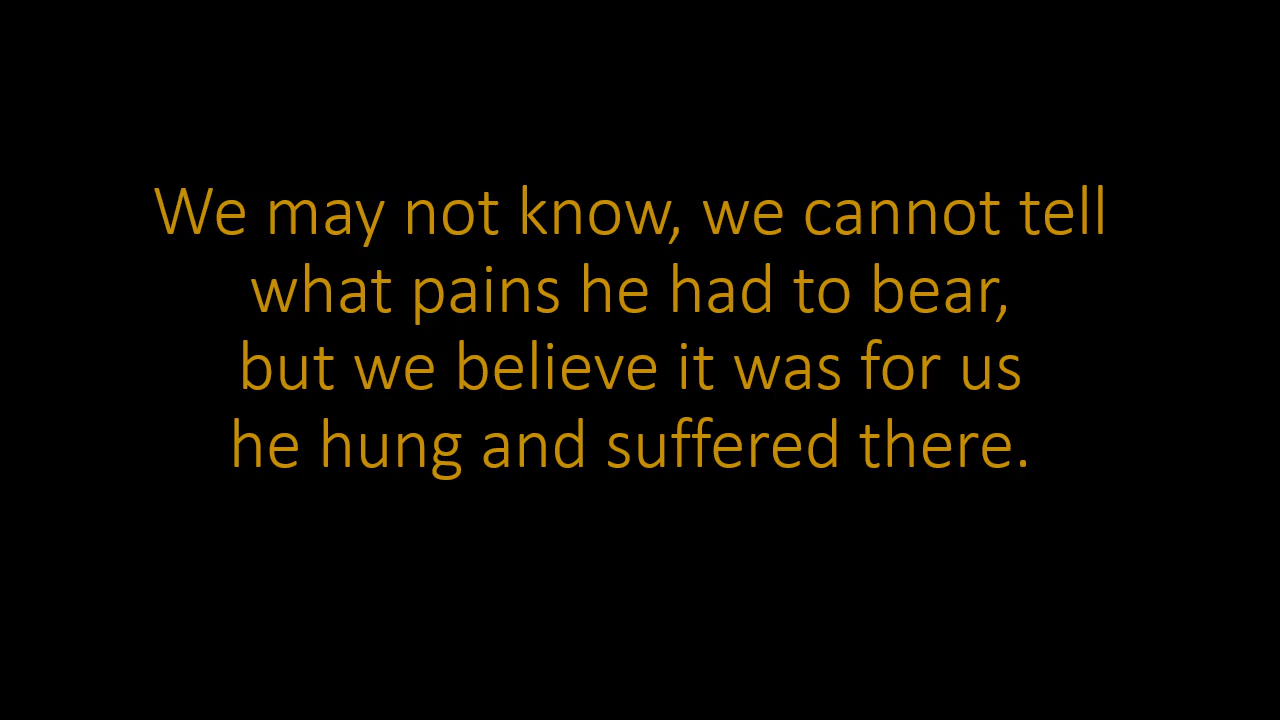 We may not know, we cannot tell
what pains he had to bear,
but we believe it was for us
he hung and suffered there.